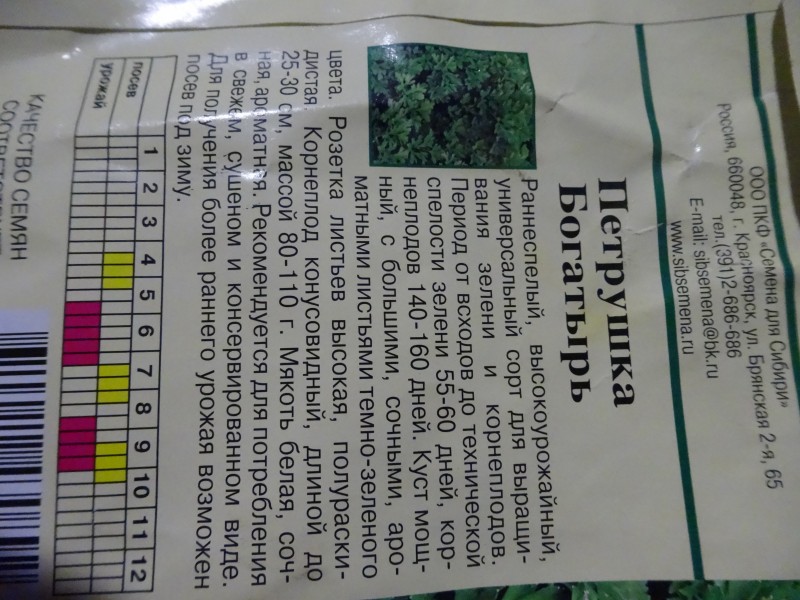 ООО ПКФ «Семена для Сибири»
Россия, 660048, г. Красноярск, ул. Брянская 2-я, 65
тел.(391)2-686-686
E-mail: sibsemena@bk.ru
www.sibsemena.ru
Петрушка
Богатырь
Раннеспелый, высокоурожайный,
универсальный сорт для выращи-
вания зелени и корнеплодов.
Период от всходов до технической
спелости зелени 55-60 дней, кор-
неплодов 140-160 дней. Куст мощ-
ный, с большими, сочными, аро-
матными листьями темно-зеленого
цвета. Розетка листьев высокая, полураски-
дистая. Корнеплод конусовидный, длиной до
25-30 см, массой 80-110 г. Мякоть белая, соч-
ная, ароматная. Рекомендуется для потребления
в свежем, сушеном и консервированном виде.
Для получения более раннего урожая возможен
посев под зиму.
1 2 3 4 5 6 7 8 9 10 11 12
посев
урожай
КАЧЕСТВО СЕМЯН